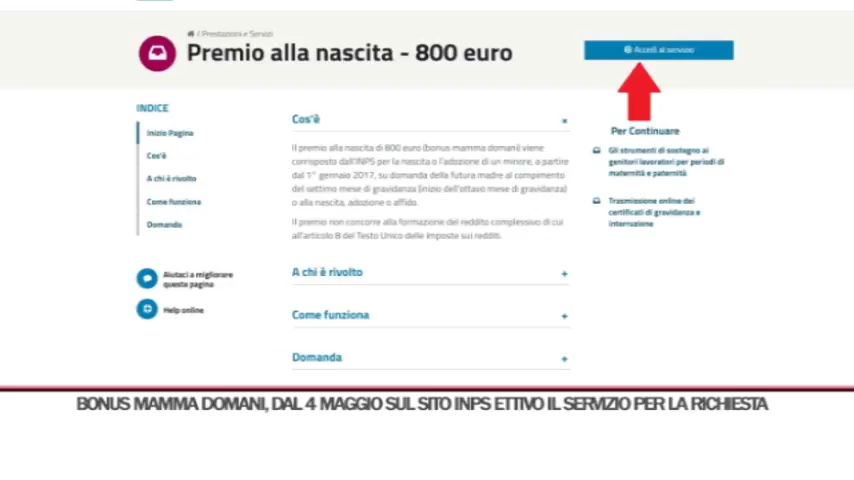 / Prestazioni e Servizi
Premio alla nascita - 800 euro
Accedi al servizio
INDICE
Inizio Pagina
Cos'è
A chi è rivolto
Come funziona
Domanda
Aiutaci a migliorare
questa pagina
Help online
Cos'è
Il premio alla nascita di 800 euro (bonus mamma domani) viene
corrisposto dall'INPS per la nascita o l'adozione di un minore, a partire
dal 1° gennaio 2017, su domanda della futura madre al compimento
del settimo mese di gravidanza (inizio dell'ottavo mese di gravidanza)
o alla nascita, adozione o affido.
Il premio non concorre alla formazione del reddito complessivo di cui
all'articolo 8 del Testo Unico delle imposte sui redditi.
A chi è rivolto +
Come funziona +
Domanda +
Per Continuare
Gli strumenti di sostegno ai
genitori lavoratori per periodi di
maternità e paternità
Trasmissione online dei
certificati di gravidanza e
interruzione
BONUS MAMMA DOMANI, DAL 4 MAGGIO SUL SITO INPS ETTIVO IL SERVIZIO PER LA RICHIESTA